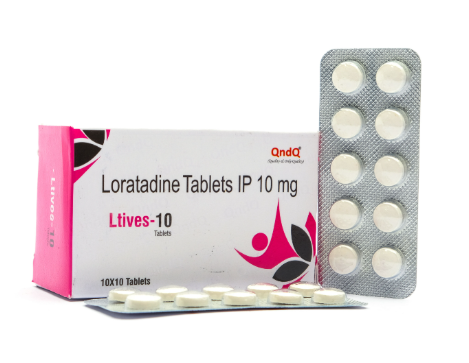 QndQ
Loratadine Tablets IP 10 mg
Ltives-10
Tablets
10X10 Tablets
Ltives-10